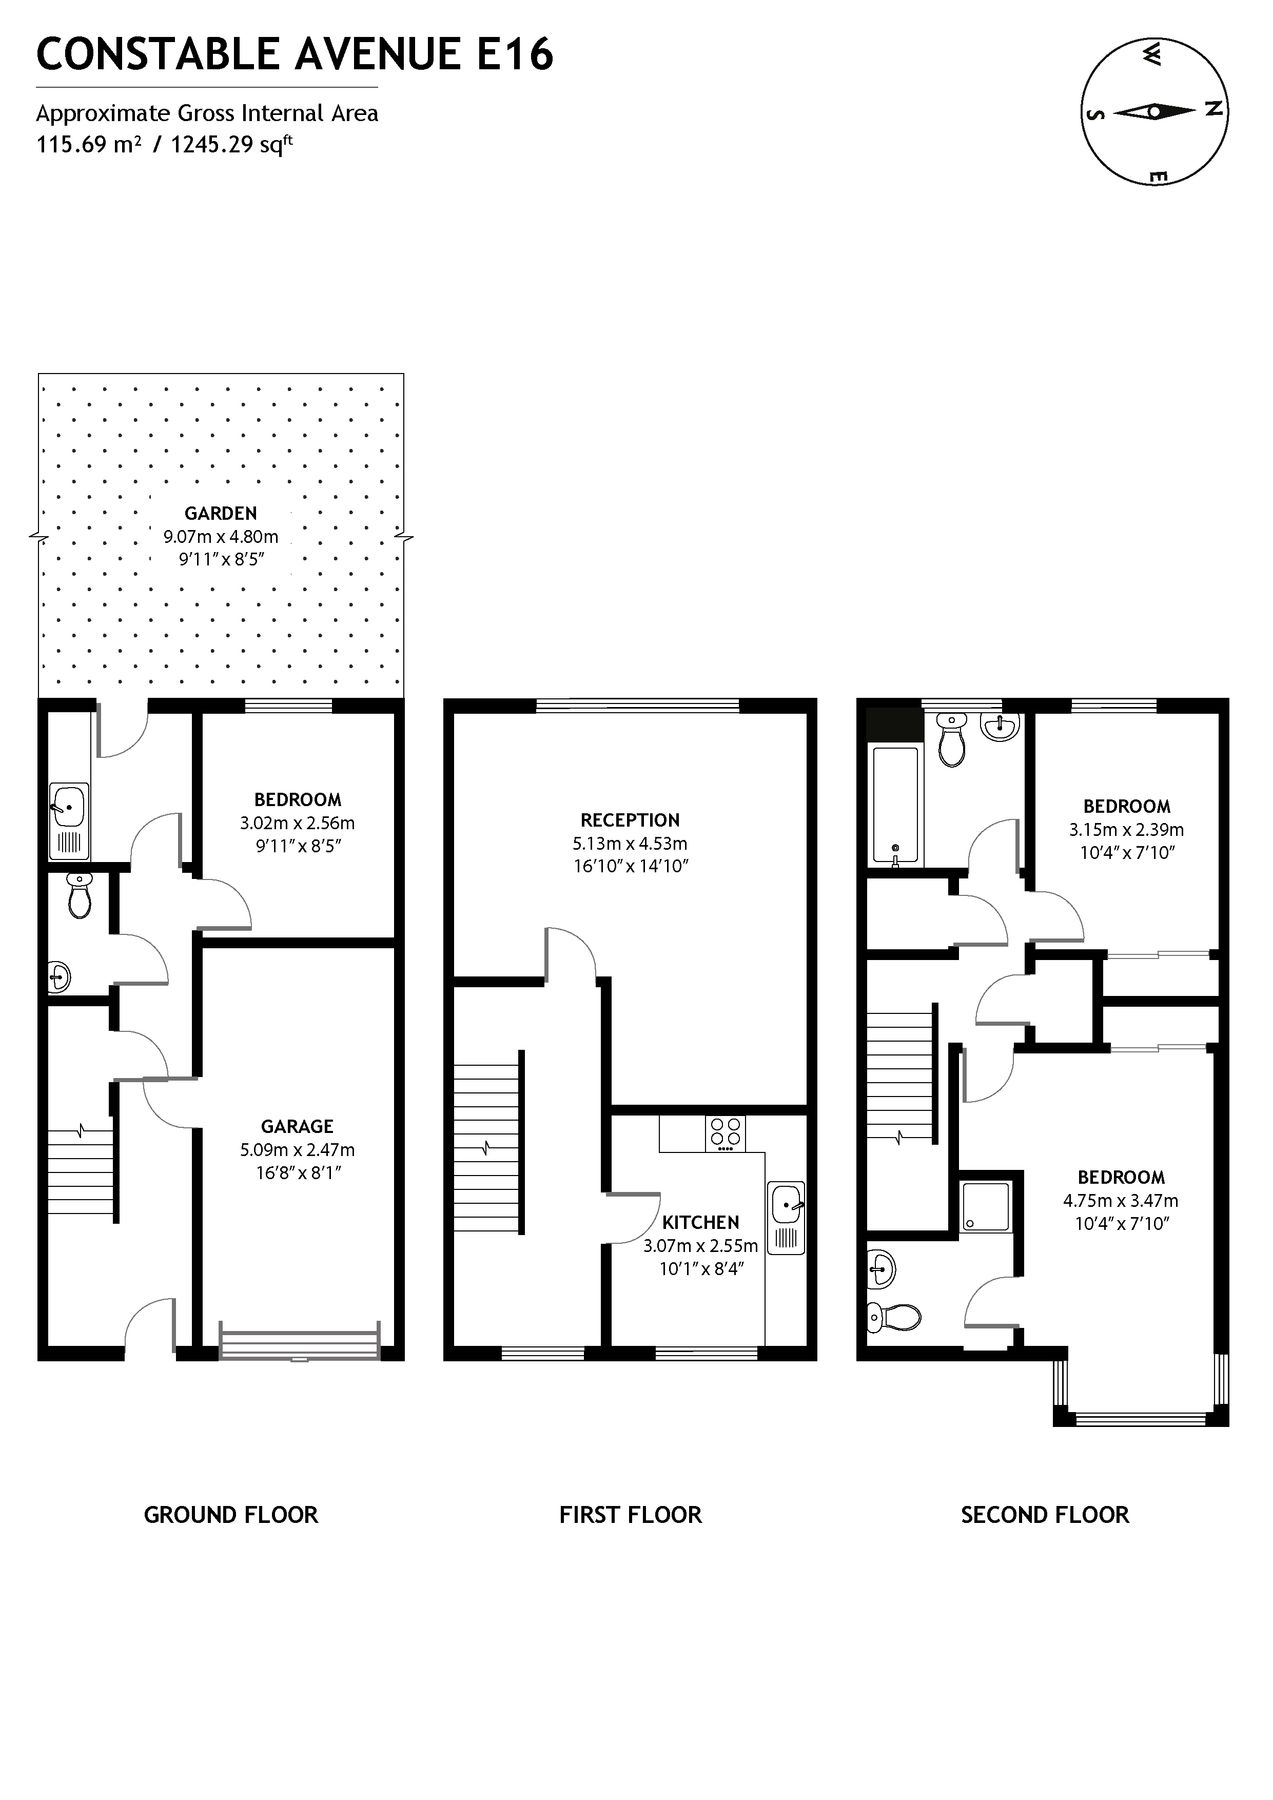 CONSTABLE AVENUE E16
Approximate Gross Internal Area
115.69 m² / 1245.29 sqft
W
S
N
E
GARDEN
9.07m x 4.80m
9’11” x 8’5”
BEDROOM
3.02m x 2.56m
9’11” x 8’5”
GARAGE
5.09m x 2.47m
16’8” x 8’1”
GROUND FLOOR
RECEPTION
5.13m x 4.53m
16’10” x 14’10”
KITCHEN
3.07m x 2.55m
10’1” x 8’4”
FIRST FLOOR
BEDROOM
3.15m x 2.39m
10’4” x 7’10”
BEDROOM
4.75m x 3.47m
10’4” x 7’10”
SECOND FLOOR